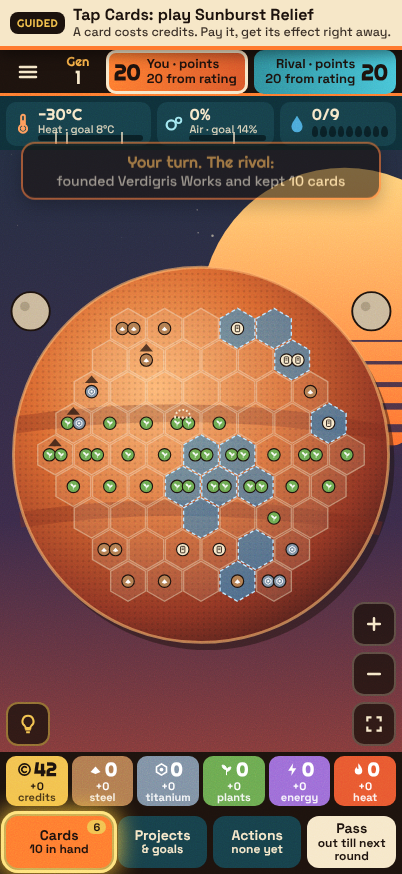 GUIDED
Tap Cards: play Sunburst Relief
A card costs credits. Pay it, get its effect right away.
Gen
1
20
You · points
20 from rating
Rival · points
20 from rating
20
-30°C
Heat · goal 8°C
0%
Air · goal 14%
0/9
Your turn. The rival:
founded Verdigris Works and kept 10 cards
+
−
©42
+0
credits
0
+0
steel
0
+0
titanium
0
+0
plants
0
+0
energy
0
+0
heat
6
Cards
10 in hand
Projects
& goals
Actions
none yet
Pass
out till next
round